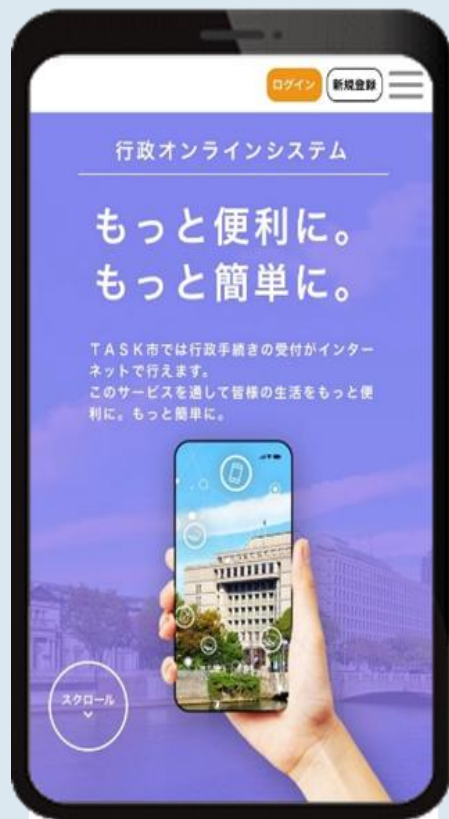 ログイン
新規登録
行政オンラインシステム
もっと便利に。
もっと簡単に。
TASK市では行政手続きの受付がインター
ネットで行えます。
このサービスを通して皆様の生活をもっと便
利に。もっと簡単に。
スクロール